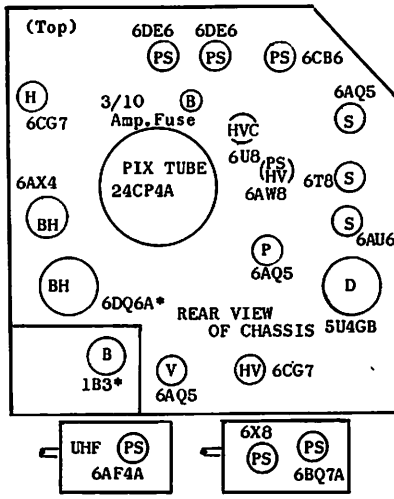 (Top)
6DE6 6DE6
PS PS PS 6CB6
H
6CG7
3/10
Amp.Fuse
B
6AQ5
S
HVC
6U8
PS
HV
6AW8
6T8 S
PIX TUBE
24CP4A
6AX4
BH
S
6AU6
P
6AQ5
BH
6DQ6A*
D
5U4GB
REAR VIEW
OF CHASSIS
B
1B3*
V
6AQ5
HV 6CG7
UHF PS
6AF4A
6X8
PS PS
6BQ7A